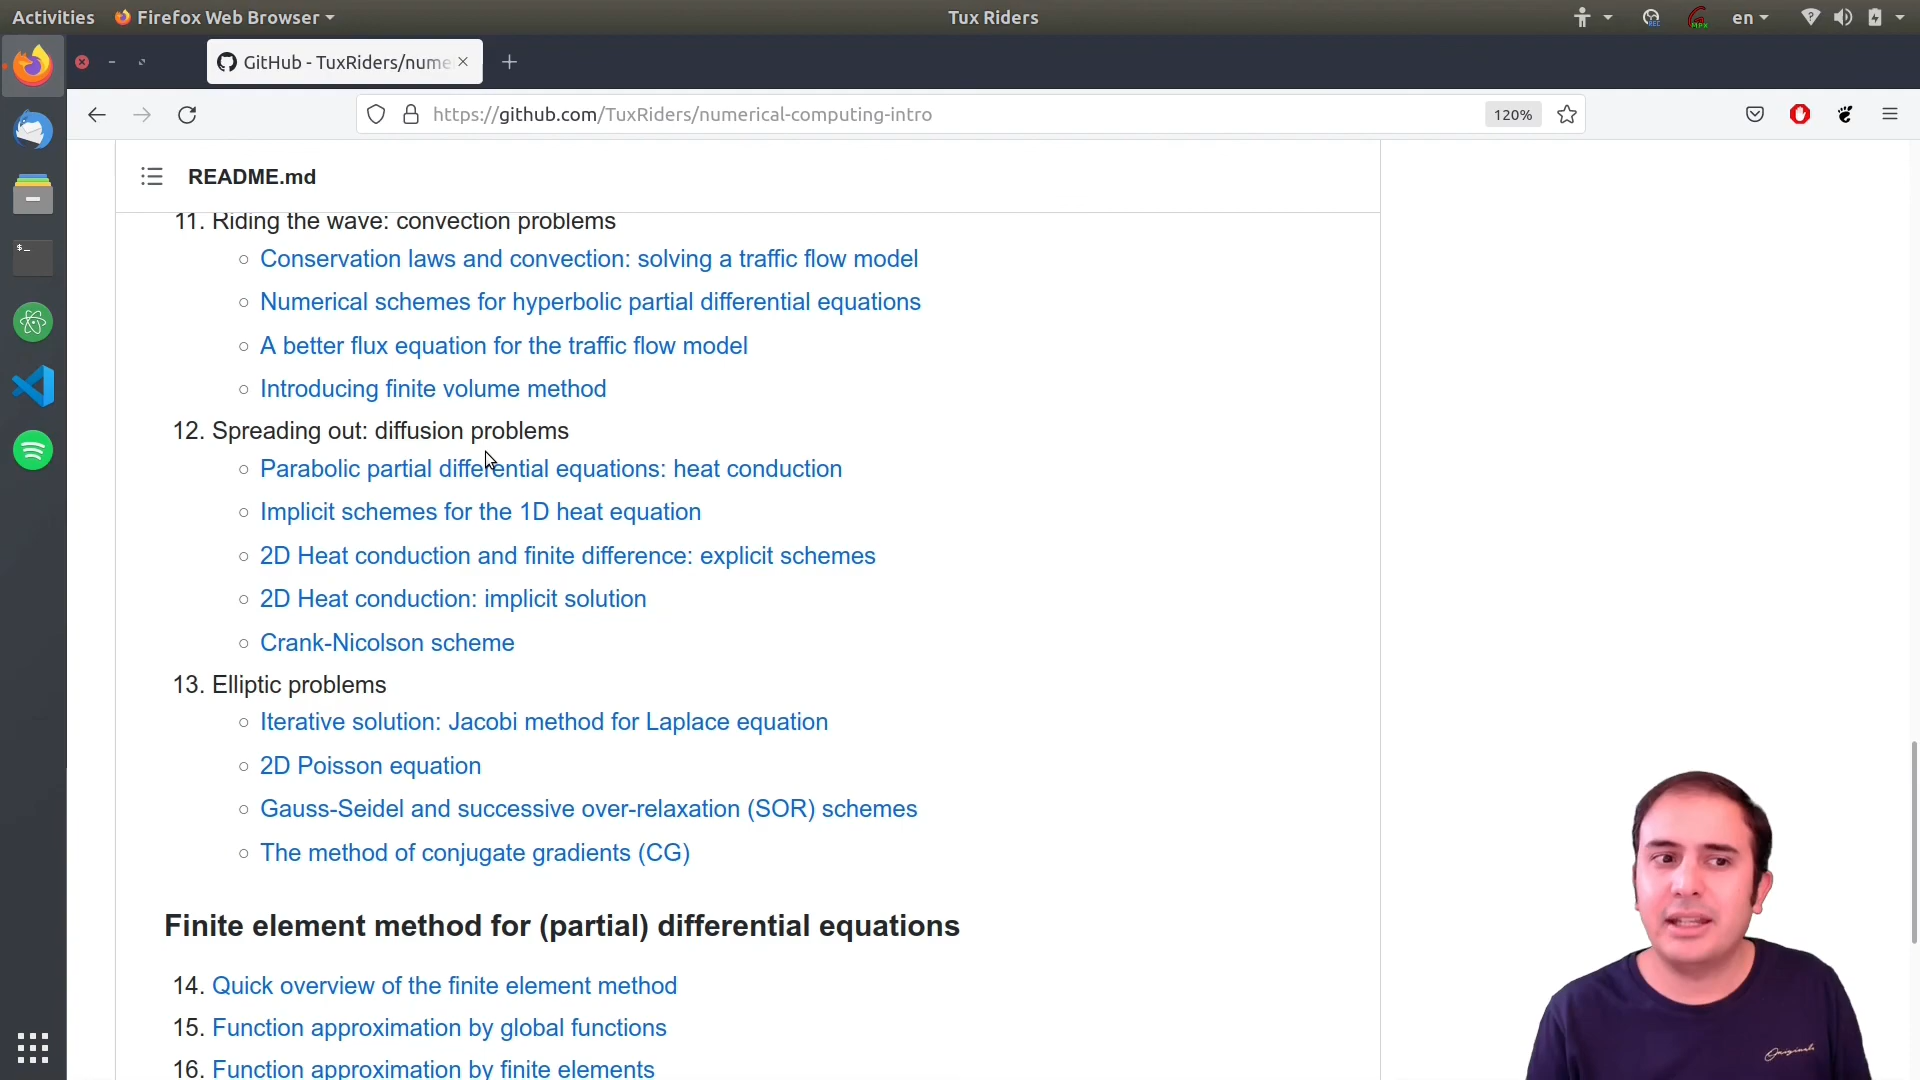 Activities Firefox Web Browser Tux Riders en
GitHub - TuxRiders/nume
https://github.com/TuxRiders/numerical-computing-intro 120%
README.md
11. Riding the wave: convection problems
Conservation laws and convection: solving a traffic flow model
Numerical schemes for hyperbolic partial differential equations
A better flux equation for the traffic flow model
Introducing finite volume method
12. Spreading out: diffusion problems
Parabolic partial differential equations: heat conduction
Implicit schemes for the 1D heat equation
2D Heat conduction and finite difference: explicit schemes
2D Heat conduction: implicit solution
Crank-Nicolson scheme
13. Elliptic problems
Iterative solution: Jacobi method for Laplace equation
2D Poisson equation
Gauss-Seidel and successive over-relaxation (SOR) schemes
The method of conjugate gradients (CG)
Finite element method for (partial) differential equations
14. Quick overview of the finite element method
15. Function approximation by global functions
16. Function approximation by finite elements
Originals